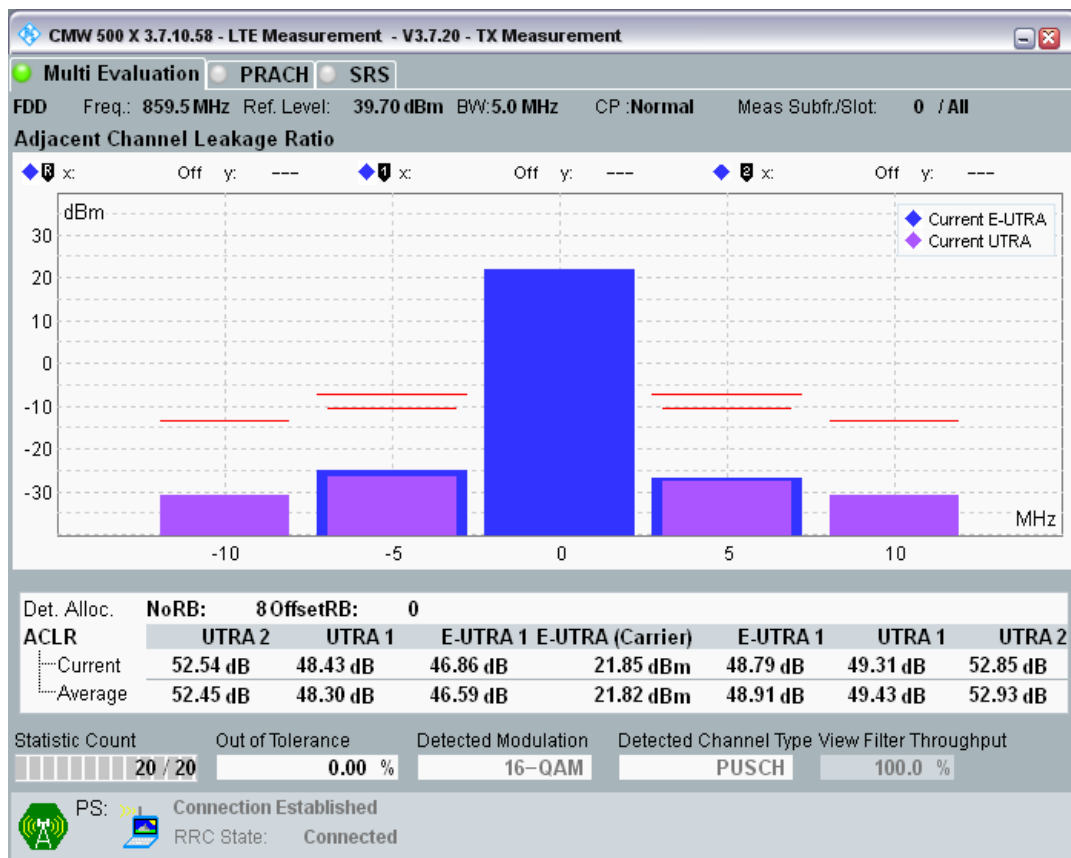 CMW 500 X 3.7.10.58 - LTE Measurement - V3.7.20 - TX Measurement
Multi Evaluation PRACH SRS
FDD Freq.: 859.5 MHz Ref. Level: 39.70 dBm BW:5.0 MHz CP :Normal Meas Subfr./Slot: 0 / All
Adjacent Channel Leakage Ratio
R x: Off y: --- 1 x: Off y: --- 2 x: Off y: ---
dBm
Current E-UTRA
Current UTRA
30
20
10
0
-10
-20
-30
MHz
-10 -5 0 5 10
Det. Alloc. NoRB: 8 OffsetRB: 0
ACLR UTRA 2 UTRA 1 E-UTRA 1 E-UTRA (Carrier) E-UTRA 1 UTRA 1 UTRA 2
Current 52.54 dB 48.43 dB 46.86 dB 21.85 dBm 48.79 dB 49.31 dB 52.85 dB
Average 52.45 dB 48.30 dB 46.59 dB 21.82 dBm 48.91 dB 49.43 dB 52.93 dB
Statistic Count Out of Tolerance Detected Modulation Detected Channel Type View Filter Throughput
20 / 20 0.00 % 16-QAM PUSCH 100.0 %
PS: Connection Established
RRC State: Connected